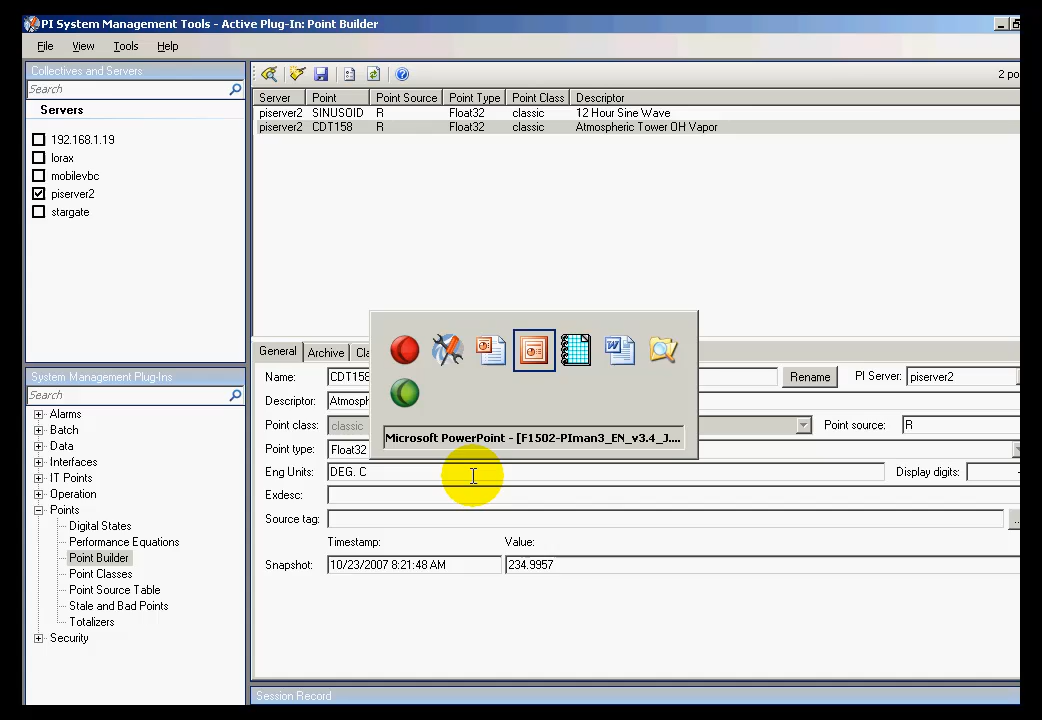 PI System Management Tools - Active Plug-In: Point Builder
File View Tools Help
Collectives and Servers
Search
Servers
192.168.1.19
lorax
mobilevbc
piserver2
stargate
2 po
Server Point Point Source Point Type Point Class Descriptor
piserver2 SINUSOID R Float32 classic 12 Hour Sine Wave
piserver2 CDT158 R Float32 classic Atmospheric Tower OH Vapor
System Management Plug-Ins
Search
Alarms
Batch
Data
Interfaces
IT Points
Operation
Points
Digital States
Performance Equations
Point Builder
Point Classes
Point Source Table
Stale and Bad Points
Totalizers
Security
General Archive Cla
Name: CDT158 Rename PI Server: piserver2
Descriptor: Atmosph
Point class: classic Point source: R
Microsoft PowerPoint - [F1502-PIman3_EN_v3.4_J....
Point type: Float32
Eng Units: DEG. C Display digits:
Exdesc:
Source tag: ...
Timestamp: Value:
Snapshot: 10/23/2007 8:21:48 AM 234.9957
Session Record